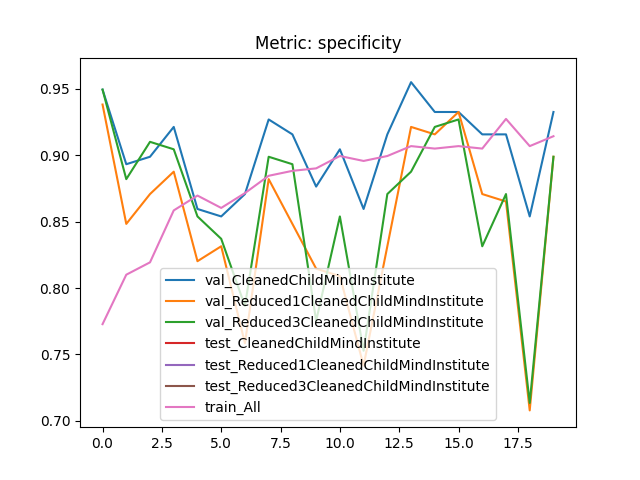 Metric: specificity
0.95
0.90
0.85
0.80
0.75
0.70
val_CleanedChildMindInstitute
val_Reduced1CleanedChildMindInstitute
val_Reduced3CleanedChildMindInstitute
test_CleanedChildMindInstitute
test_Reduced1CleanedChildMindInstitute
test_Reduced3CleanedChildMindInstitute
train_All
0.0 2.5 5.0 7.5 10.0 12.5 15.0 17.5